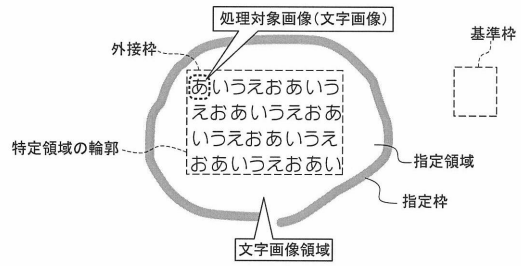 処理対象画像(文字画像)
外接枠
基準枠
あいうえおあいう
えおあいうえおあ
いうえおあいうえ
おあいうえおあい
特定領域の輪郭
指定領域
指定枠
文字画像領域